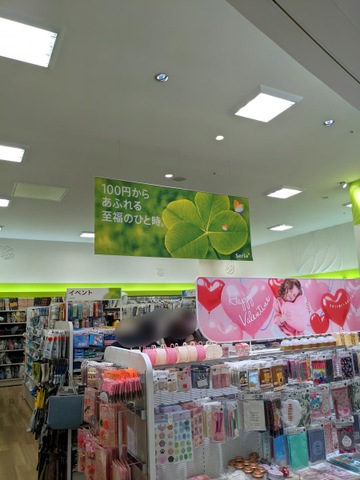 100円から
あふれる
至福のひと時。
Seria
イベント
Happy
Valentine